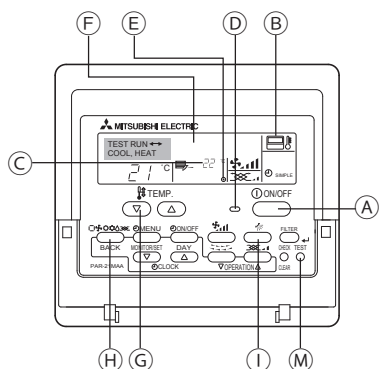 F E D B
MITSUBISHI ELECTRIC
TEST RUN
COOL, HEAT
C
22 °C
21 °C
SIMPLE
TEMP.
ON/OFF
A
MENU ON/OFF FILTER
BACK MONITOR/SET DAY CHECK TEST
PAR-21MAA CLOCK OPERATION CLEAR
H G I M